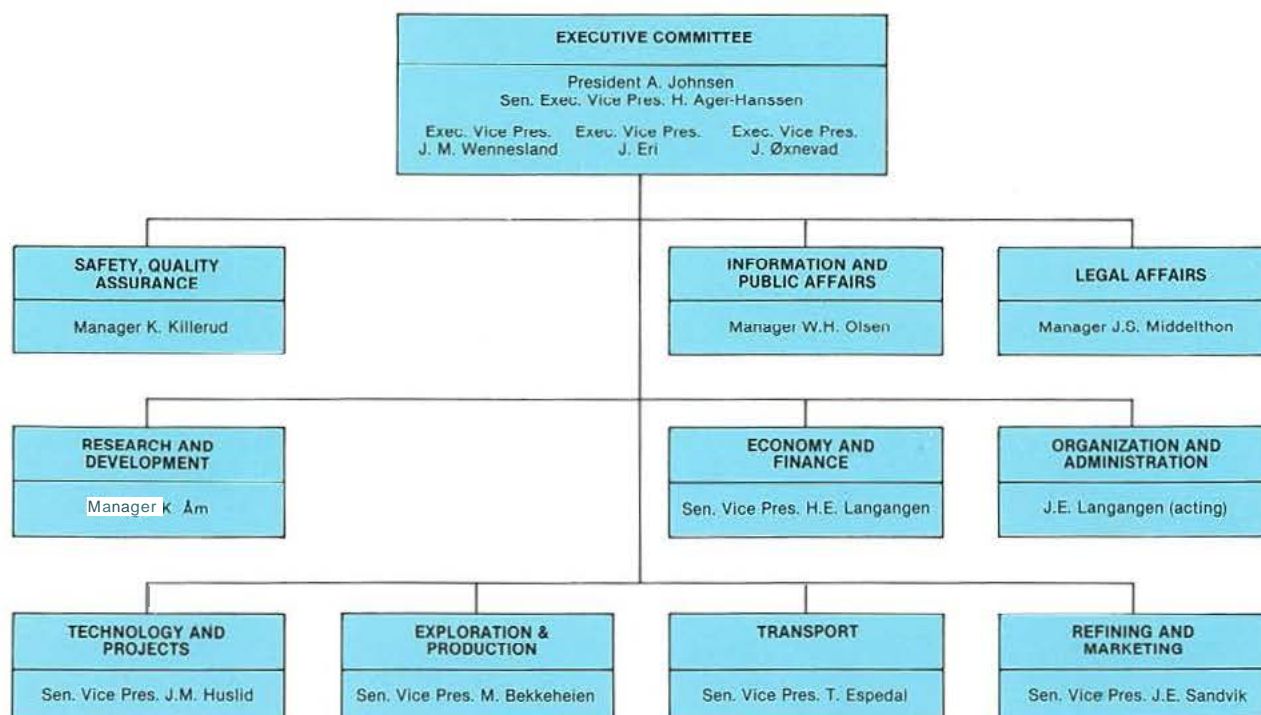 EXECUTIVE COMMITTEE
President A. Johnsen
Sen. Exec. Vice Pres. H. Ager-Hanssen
Exec. Vice Pres. Exec. Vice Pres. Exec. Vice Pres.
J. M. Wennesland J. Eri J. Øxnevad
SAFETY, QUALITY
ASSURANCE
Manager K. Killerud
INFORMATION AND
PUBLIC AFFAIRS
Manager W.H. Olsen
LEGAL AFFAIRS
Manager J.S. Middelthon
RESEARCH AND
DEVELOPMENT
Manager K Åm
ECONOMY AND
FINANCE
Sen. Vice Pres. H.E. Langangen
ORGANIZATION AND
ADMINISTRATION
J.E. Langangen (acting)
TECHNOLOGY AND
PROJECTS
Sen. Vice Pres. J.M. Huslid
EXPLORATION &
PRODUCTION
Sen. Vice Pres. M. Bekkeheien
TRANSPORT
Sen. Vice Pres. T. Espedal
REFINING AND
MARKETING
Sen. Vice Pres. J.E. Sandvik